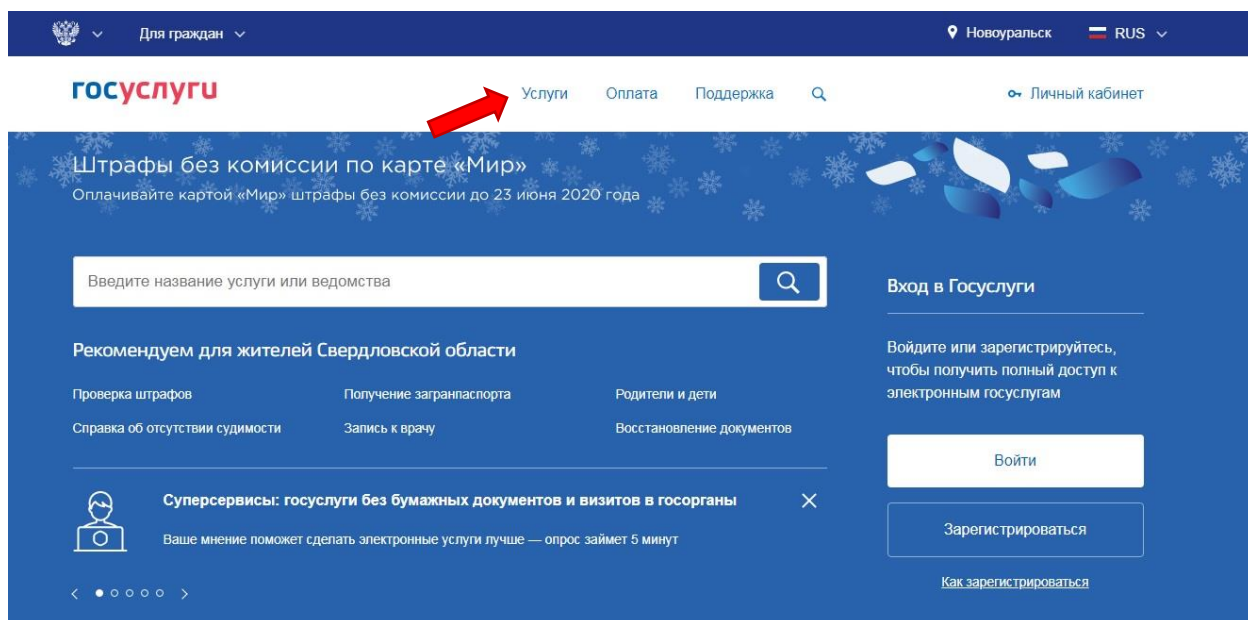 Для граждан
Новоуральск
RUS
госуслуги
Услуги
Оплата
Поддержка
Личный кабинет
Штрафы без комиссии по карте «Мир»
Оплачивайте картой «Мир» штрафы без комиссии до 23 июня 2020 года
Введите название услуги или ведомства
Рекомендуем для жителей Свердловской области
Проверка штрафов
Получение загранпаспорта
Родители и дети
Справка об отсутствии судимости
Запись к врачу
Восстановление документов
Суперсервисы: госуслуги без бумажных документов и визитов в госорганы
Ваше мнение поможет сделать электронные услуги лучше — опрос займет 5 минут
Вход в Госуслуги
Войдите или зарегистрируйтесь,
чтобы получить полный доступ к
электронным госуслугам
Войти
Зарегистрироваться
Как зарегистрироваться